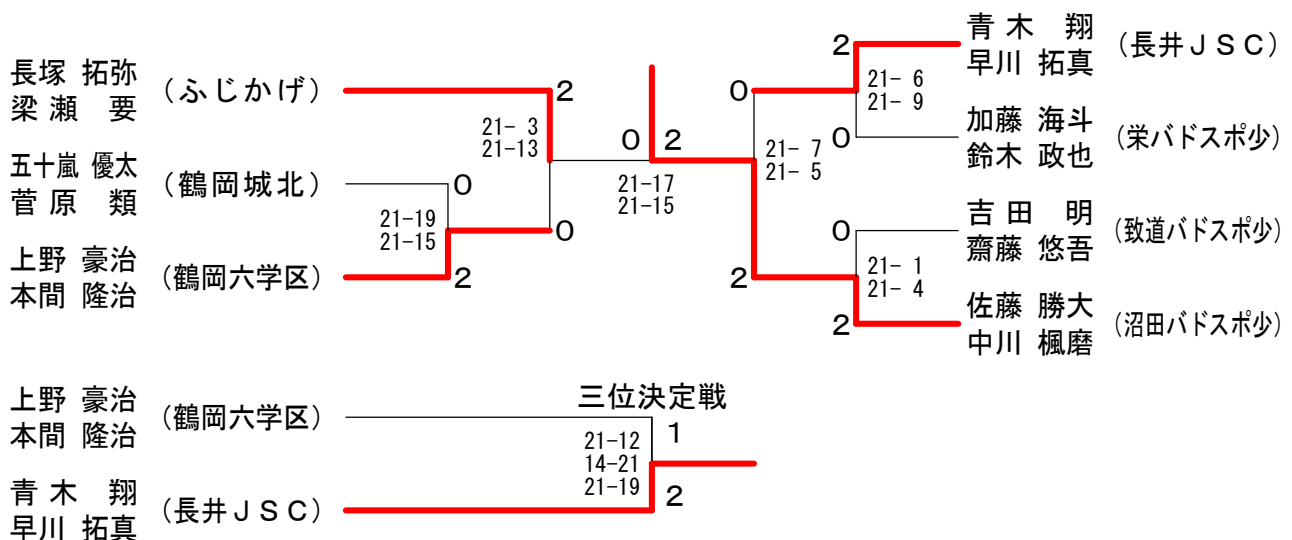 長塚 拓弥
梁瀬 要
(ふじかげ)
五十嵐 優太
菅原 類
(鶴岡城北)
上野 豪治
本間 隆治
(鶴岡六学区)
2
21- 3
21-13
0
21-19
21-15
2
0
0
2
21-17
21-15
0
21- 7
21- 5
2
2
21- 6
21- 9
0
0
21- 1
21- 4
2
青木 翔
早川 拓真
(長井JSC)
加藤 海斗
鈴木 政也
(栄バドスポ少)
吉田 明
齋藤 悠吾
(致道バドスポ少)
佐藤 勝大
中川 楓磨
(沼田バドスポ少)
三位決定戦
上野 豪治
本間 隆治
(鶴岡六学区)
青木 翔
早川 拓真
(長井JSC)
1
21-12
14-21
21-19
2